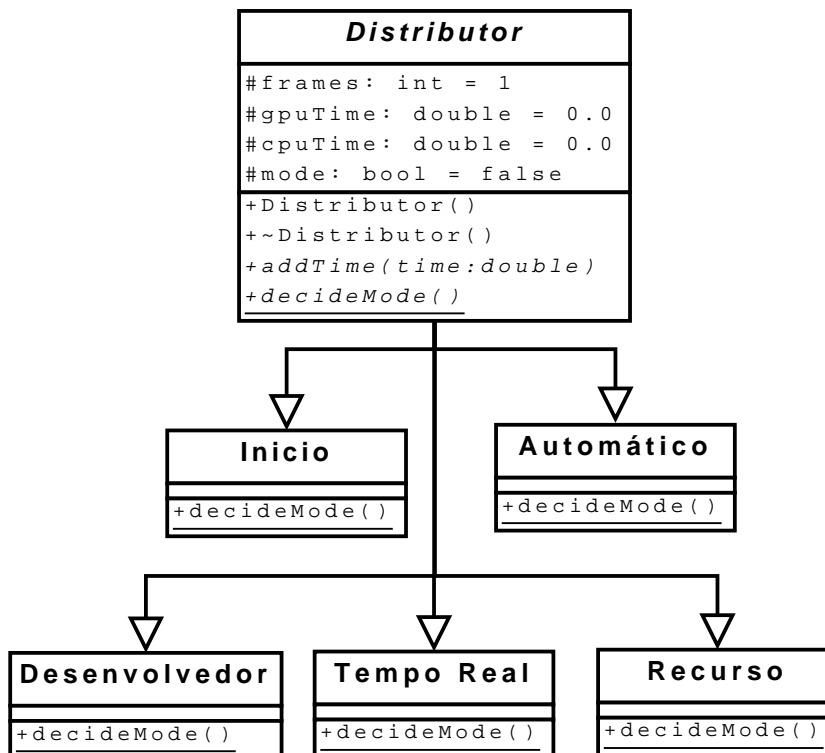 Distributor
#frames: int = 1
#gpuTime: double = 0.0
#cpuTime: double = 0.0
#mode: bool = false
+Distributor()
+~Distributor()
+addTime(time:double)
+decideMode()
Inicio
+decideMode()
Automático
+decideMode()
Desenvolvedor
+decideMode()
Tempo Real
+decideMode()
Recurso
+decideMode()